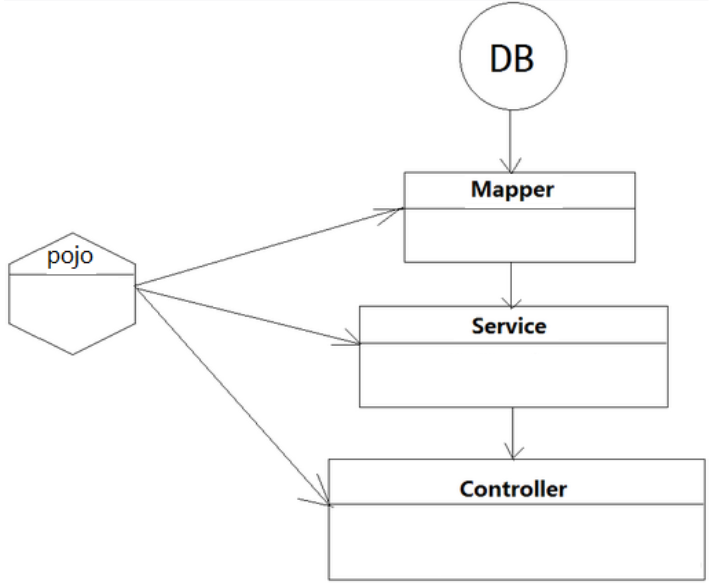 DB
Mapper
pojo
Service
Controller